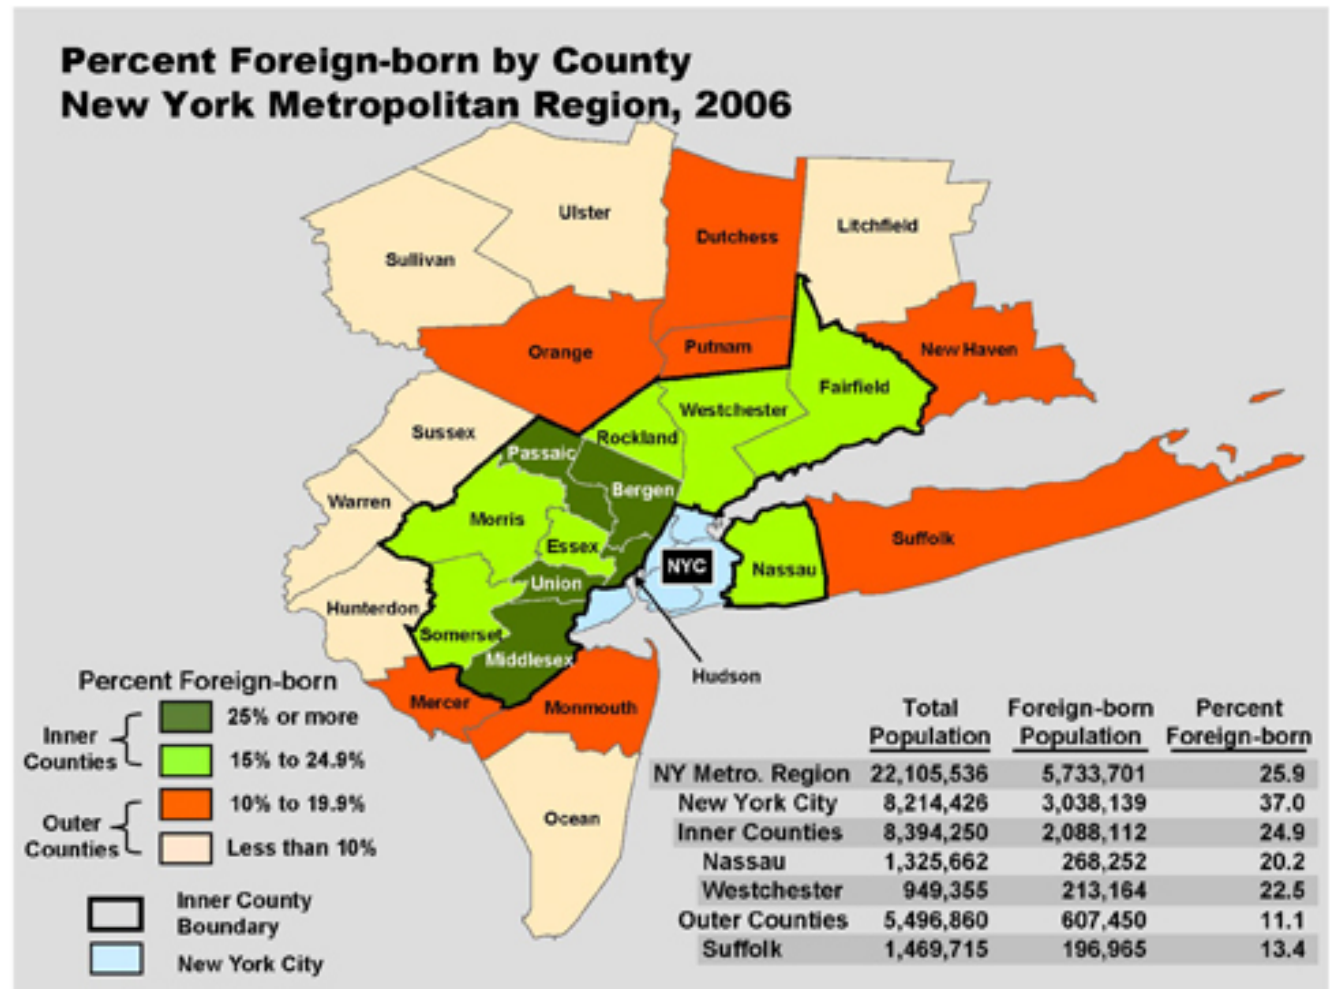 Percent Foreign-born by County
New York Metropolitan Region, 2006
Ulster
Litchfield
Dutchess
Sullivan
Orange
Putnam
New Haven
Fairfield
Westchester
Sussex
Rockland
Passaic
Bergen
Warren
Morris
Essex
Suffolk
NYC
Nassau
Union
Hunterdon
Somerset
Middlesex
Hudson
Mercer
Monmouth
Ocean
Percent Foreign-born
Inner Counties
25% or more
15% to 24.9%
Outer Counties
10% to 19.9%
Less than 10%
Inner County
Boundary
New York City
Total Population Foreign-born Population Percent Foreign-born
NY Metro. Region 22,105,536 5,733,701 25.9
New York City 8,214,426 3,038,139 37.0
Inner Counties 8,394,250 2,088,112 24.9
Nassau 1,325,662 268,252 20.2
Westchester 949,355 213,164 22.5
Outer Counties 5,496,860 607,450 11.1
Suffolk 1,469,715 196,965 13.4